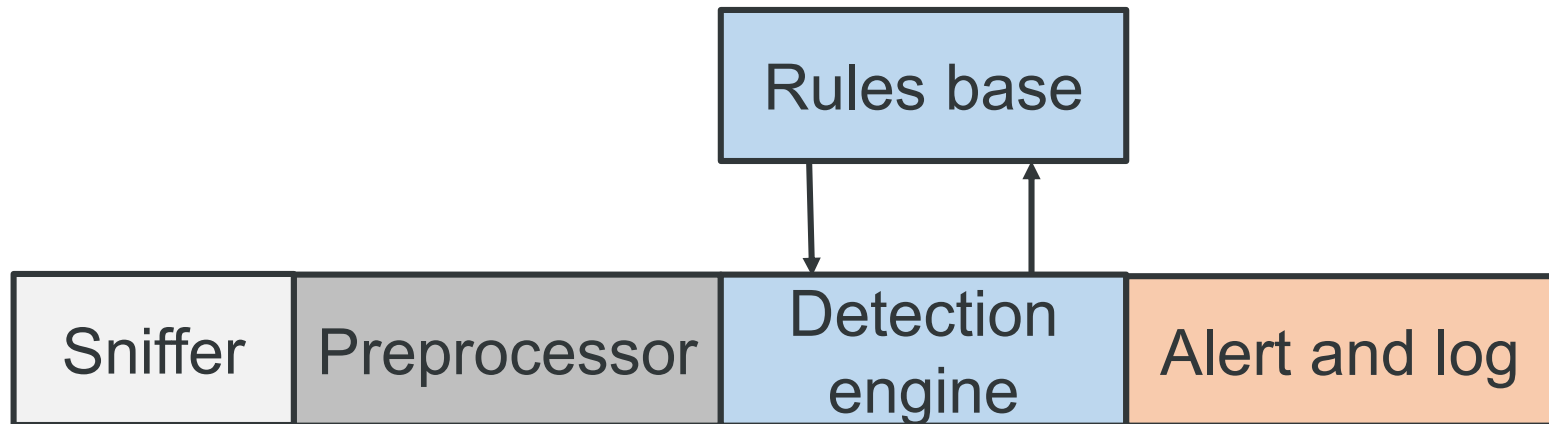 Rules base
Sniffer
Preprocessor
Detection
engine
Alert and log